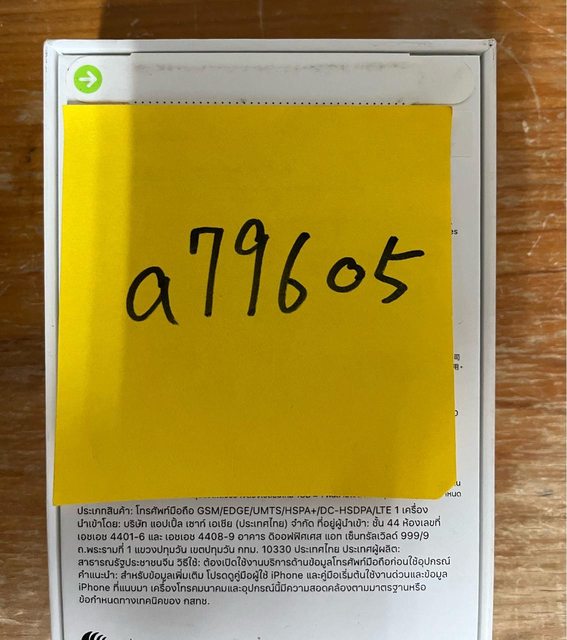 a79605
ประเภทสินค้า: โทรศัพท์มือถือ GSM/EDGE/UMTS/HSPA+/DC-HSDPA/LTE 1 เครื่อง
นำเข้าโดย: บริษัท แอปเปิ้ล เซาท์ เอเชีย (ประเทศไทย) จำกัด ที่อยู่ผู้นำเข้า: ชั้น 44 ห้องเลขที่
เอชเอช 4401-6 และ เอชเอช 4408-9 อาคาร ดิออฟฟิศเศส แอท เซ็นทรัลเวิลด์ 999/9
ถ.พระรามที่ 1 แขวงปทุมวัน เขตปทุมวัน กทม. 10330 ประเทศไทย ประเทศผู้ผลิต:
สาธารณรัฐประชาชนจีน วิธีใช้: ต้องเปิดใช้งานบริการด้านข้อมูลโทรศัพท์มือถือก่อนใช้อุปกรณ์
คำแนะนำ: สำหรับข้อมูลเพิ่มเติม โปรดดูคู่มือผู้ใช้ iPhone และคู่มือเริ่มต้นใช้งานด่วนและข้อมูล
iPhone ที่แนบมา เครื่องโทรคมนาคมและอุปกรณ์นี้มีความสอดคล้องตามมาตรฐานหรือ
ข้อกำหนดทางเทคนิคของ กสทช.